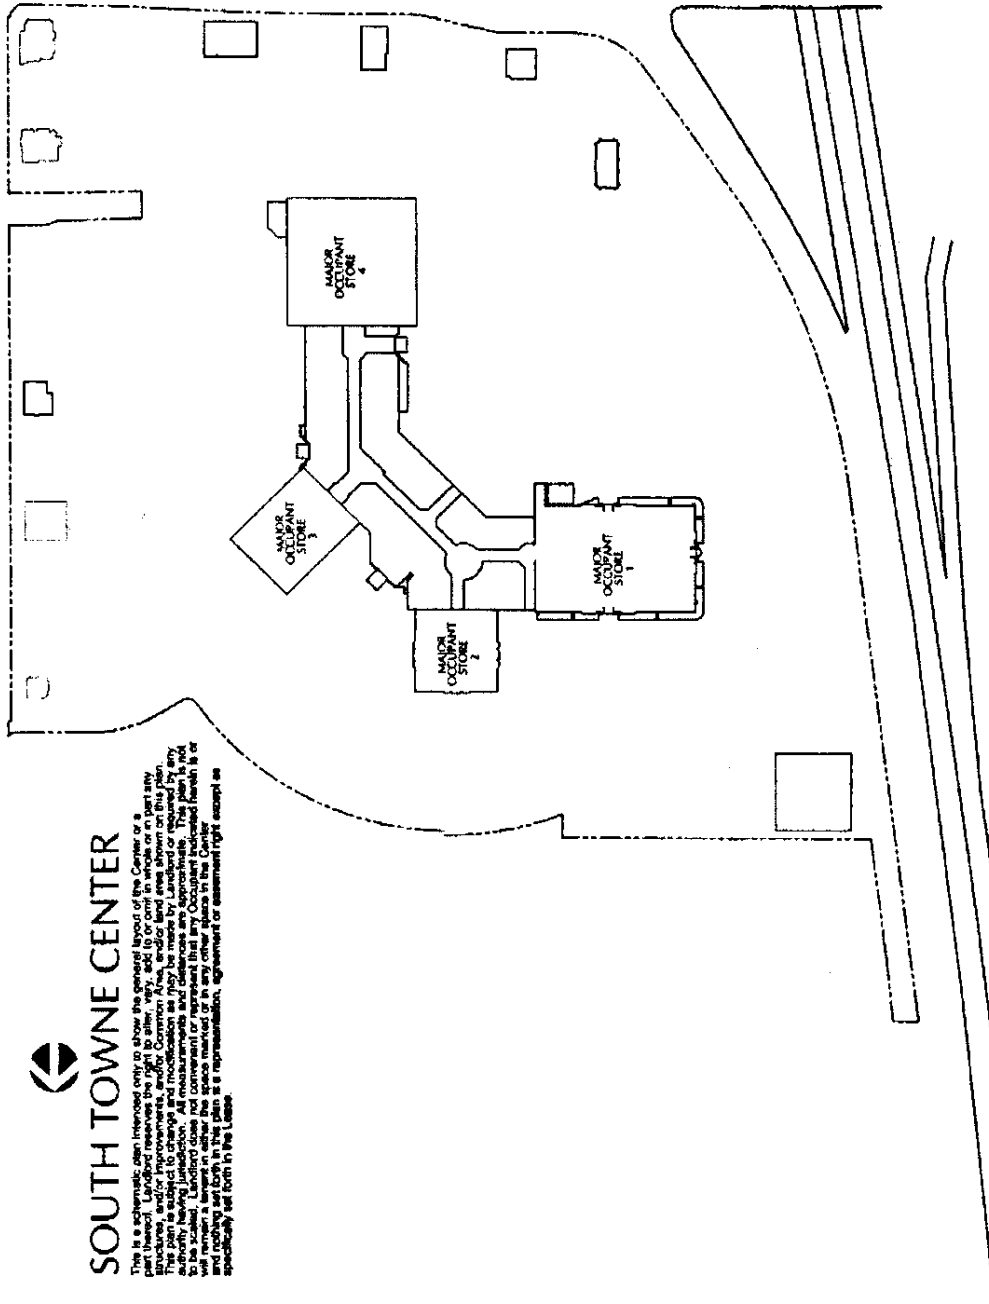 SOUTH TOWNE CENTER
This is a schematic plan intended only to show the general layout of the Center or a
part thereof. Landlord reserves the right to alter, vary, add to or omit in whole or in part any
structures, and/or improvements, and/or Common Area, and/or land area shown on this plan.
This plan is subject to change and modification as may be made by Landlord or required by any
authority having jurisdiction. All measurements and distances are approximate. This plan is not
to be scaled. Landlord does not convenant or represent that any Occupant indicated herein is or
will remain a tenant in either the space marked or in any other space in the Center
and nothing set forth in this plan is a representation, agreement or easement right except as
specifically set forth in the Lease.
MAJOR
OCCUPANT
STORE
2
MAJOR
OCCUPANT
STORE
3
MAJOR
OCCUPANT
STORE
1
MAJOR
OCCUPANT
STORE
4